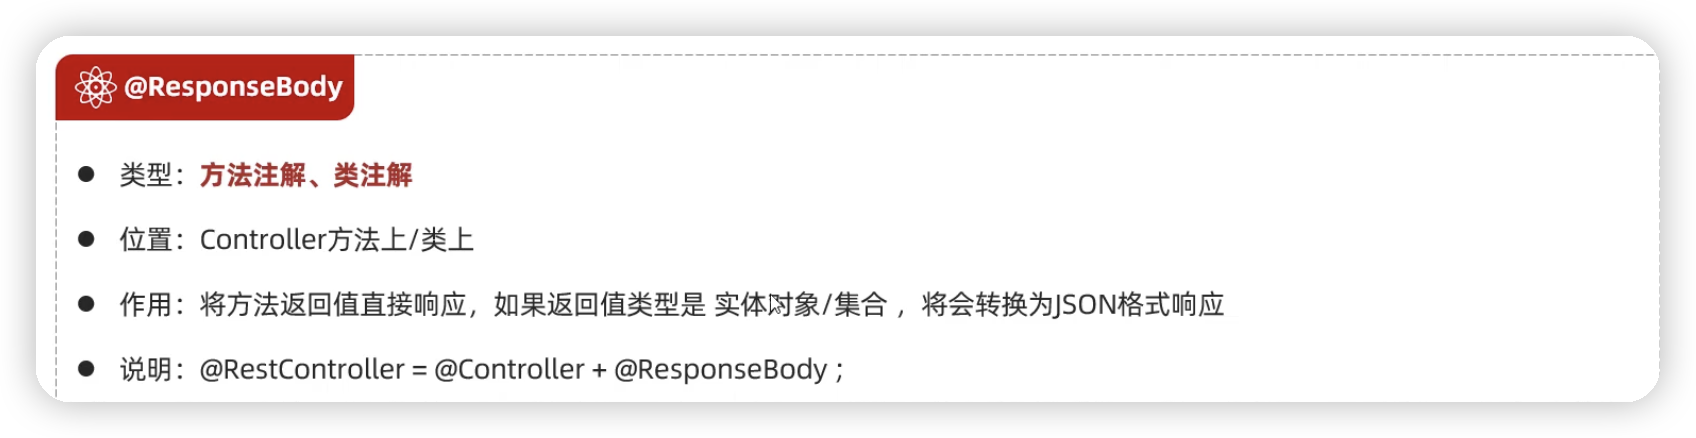 @ResponseBody
● 类型：方法注解、类注解
● 位置：Controller方法上/类上
● 作用：将方法返回值直接响应，如果返回值类型是 实体对象/集合 ，将会转换为JSON格式响应
● 说明：@RestController = @Controller + @ResponseBody ;